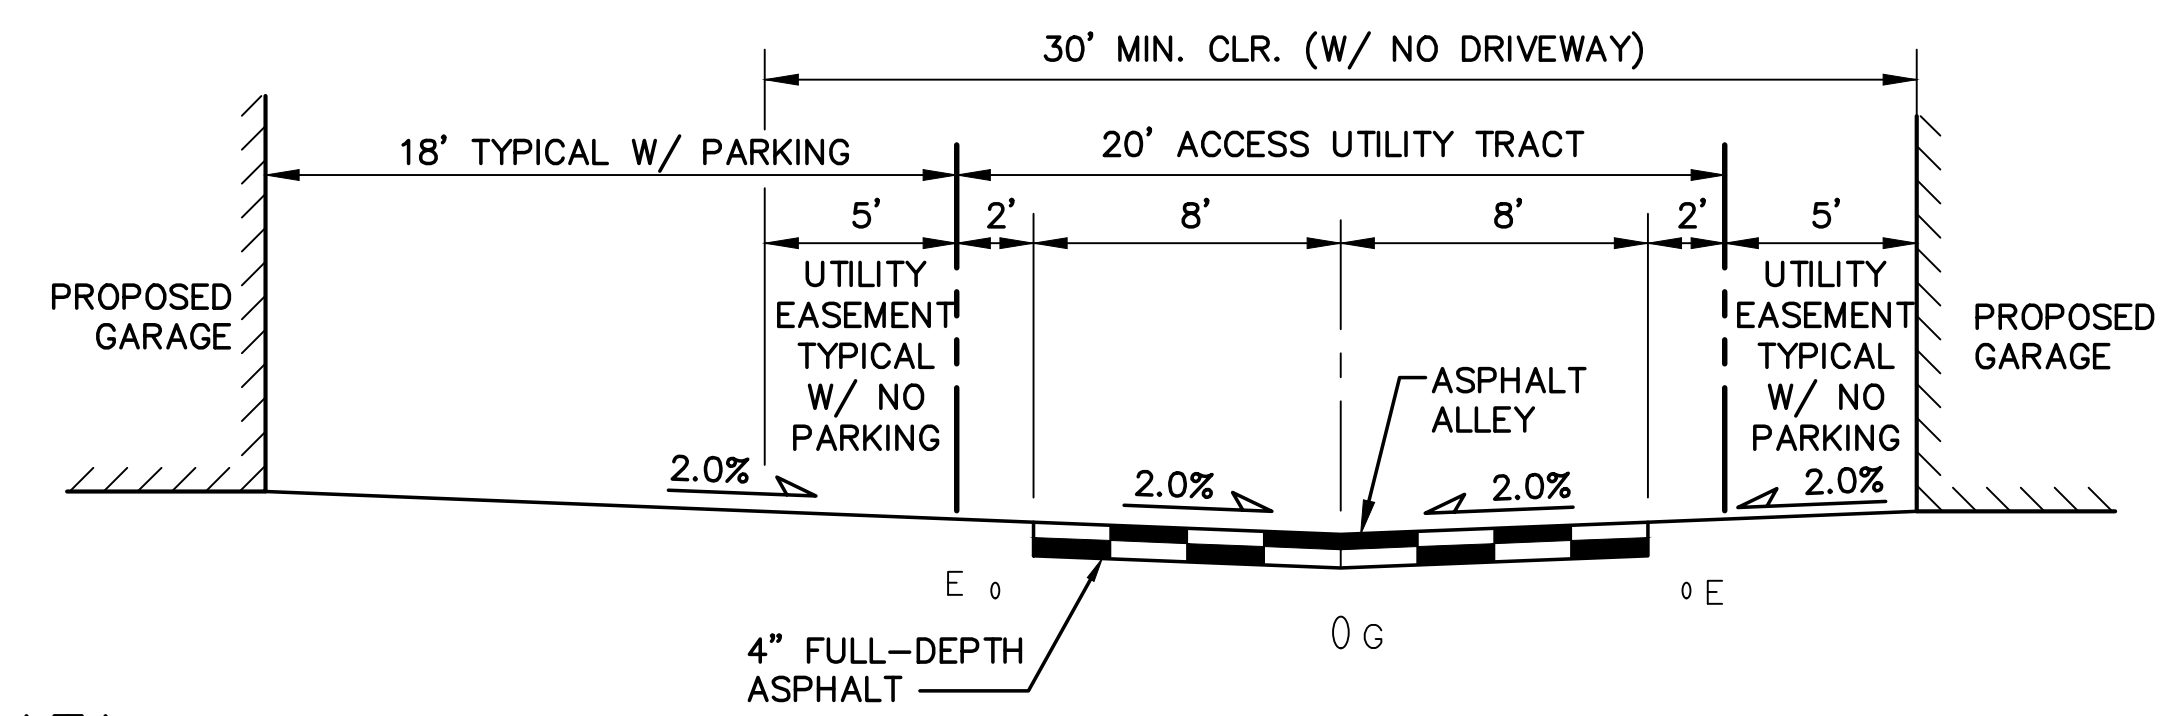 30' MIN. CLR. (W/ NO DRIVEWAY)
18' TYPICAL W/ PARKING
20' ACCESS UTILITY TRACT
5'
2'
8'
8'
2'
5'
UTILITY
EASEMENT
TYPICAL
W/ NO
PARKING
UTILITY
EASEMENT
TYPICAL
W/ NO
PARKING
PROPOSED
GARAGE
PROPOSED
GARAGE
ASPHALT
ALLEY
2.0%
2.0%
2.0%
2.0%
E
E
G
4" FULL-DEPTH
ASPHALT